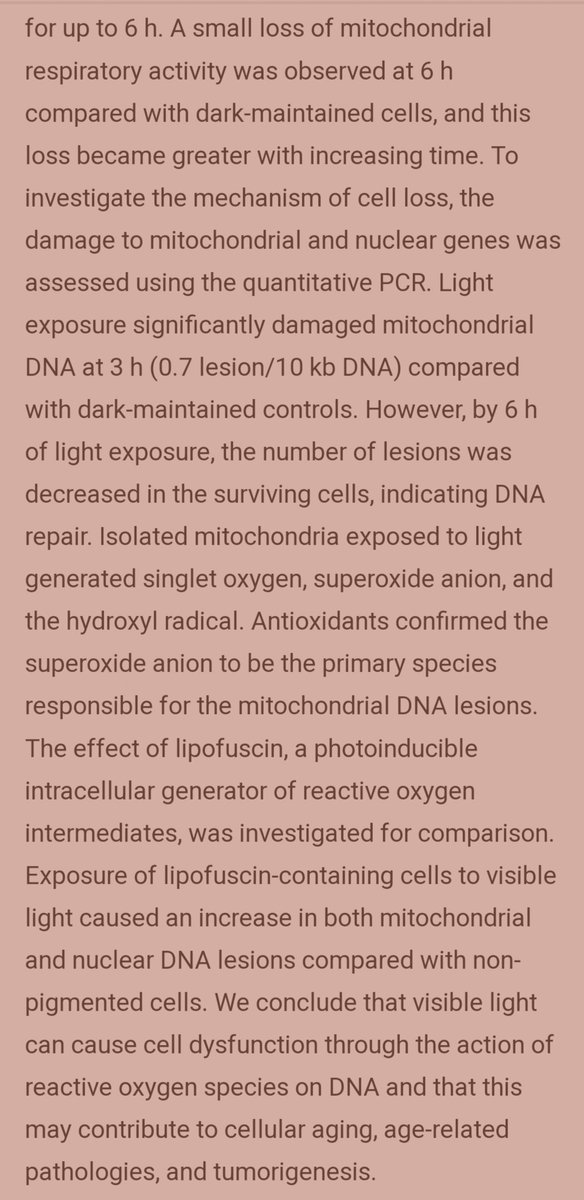 for up to 6 h. A small loss of mitochondrial
respiratory activity was observed at 6 h
compared with dark-maintained cells, and this
loss became greater with increasing time. To
investigate the mechanism of cell loss, the
damage to mitochondrial and nuclear genes was
assessed using the quantitative PCR. Light
exposure significantly damaged mitochondrial
DNA at 3 h (0.7 lesion/10 kb DNA) compared
with dark-maintained controls. However, by 6 h
of light exposure, the number of lesions was
decreased in the surviving cells, indicating DNA
repair. Isolated mitochondria exposed to light
generated singlet oxygen, superoxide anion, and
the hydroxyl radical. Antioxidants confirmed the
superoxide anion to be the primary species
responsible for the mitochondrial DNA lesions.
The effect of lipofuscin, a photoinducible
intracellular generator of reactive oxygen
intermediates, was investigated for comparison.
Exposure of lipofuscin-containing cells to visible
light caused an increase in both mitochondrial
and nuclear DNA lesions compared with non-
pigmented cells. We conclude that visible light
can cause cell dysfunction through the action of
reactive oxygen species on DNA and that this
may contribute to cellular aging, age-related
pathologies, and tumorigenesis.